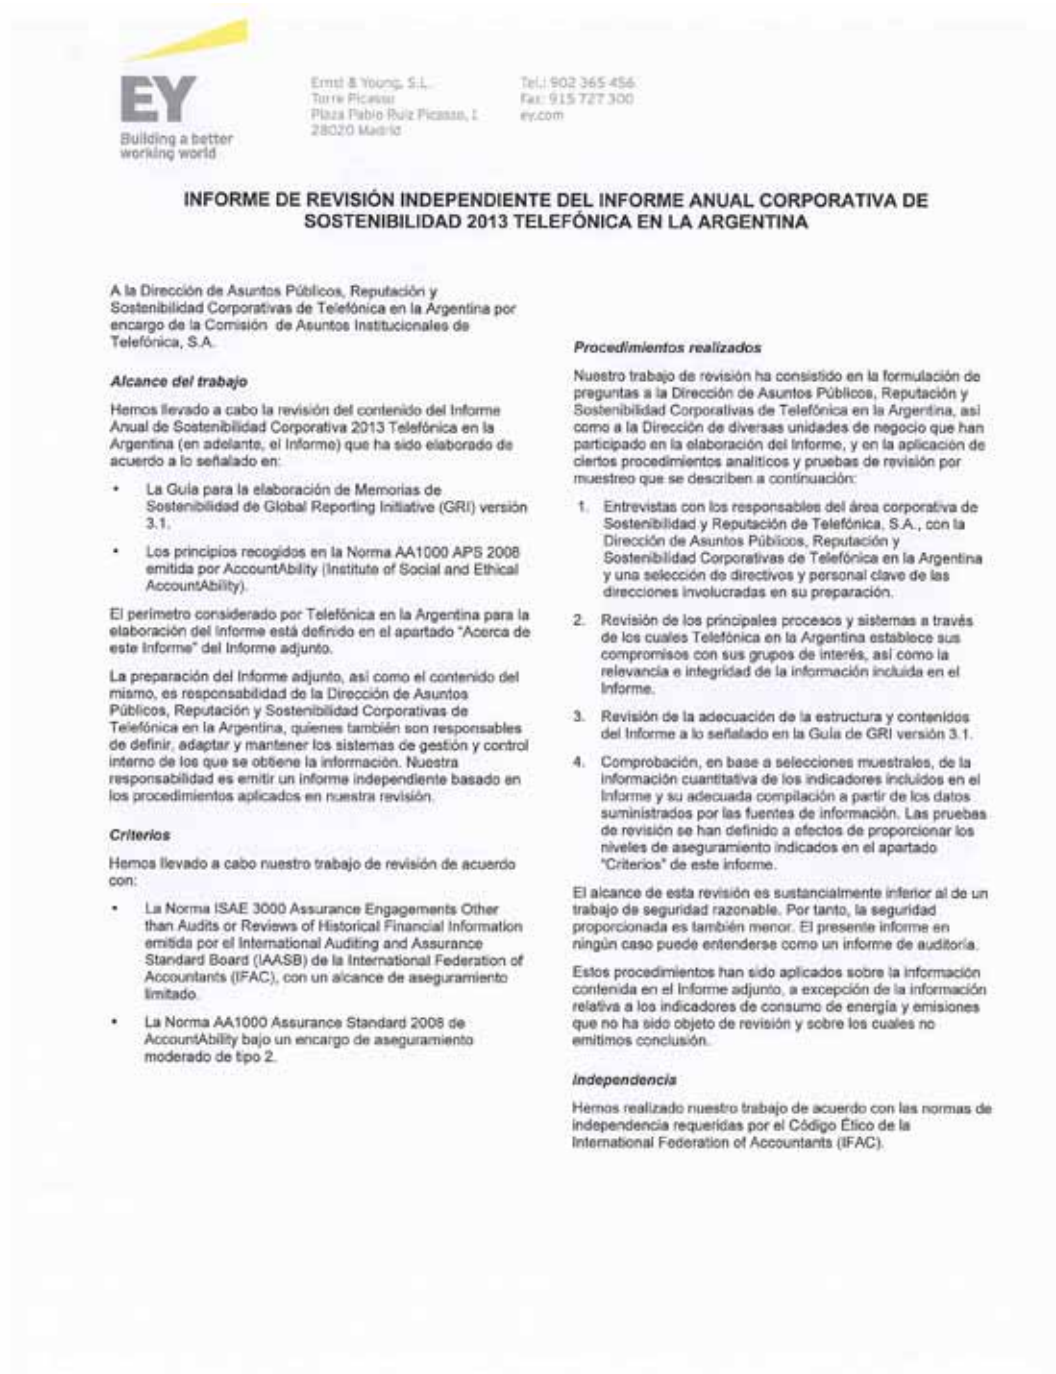 EY
Building a better
working world
Ernst & Young, S.L.
Torre Picasso
Plaza Pablo Ruiz Picasso, 1
28020 Madrid
Tel.: 902 365 456
Fax: 915 727 300
ey.com
INFORME DE REVISIÓN INDEPENDIENTE DEL INFORME ANUAL CORPORATIVA DE
SOSTENIBILIDAD 2013 TELEFÓNICA EN LA ARGENTINA
A la Dirección de Asuntos Públicos, Reputación y
Sostenibilidad Corporativas de Telefónica en la Argentina por
encargo de la Comisión de Asuntos Institucionales de
Telefónica, S.A.
Alcance del trabajo
Hemos llevado a cabo la revisión del contenido del Informe
Anual de Sostenibilidad Corporativa 2013 Telefónica en la
Argentina (en adelante, el Informe) que ha sido elaborado de
acuerdo a lo señalado en:
• La Guía para la elaboración de Memorias de
Sostenibilidad de Global Reporting Initiative (GRI) versión
3.1.
• Los principios recogidos en la Norma AA1000 APS 2008
emitida por AccountAbility (Institute of Social and Ethical
AccountAbility).
El perímetro considerado por Telefónica en la Argentina para la
elaboración del Informe está definido en el apartado "Acerca de
este Informe" del Informe adjunto.
La preparación del Informe adjunto, así como el contenido del
mismo, es responsabilidad de la Dirección de Asuntos
Públicos, Reputación y Sostenibilidad Corporativas de
Telefónica en la Argentina, quienes también son responsables
de definir, adaptar y mantener los sistemas de gestión y control
interno de los que se obtiene la información. Nuestra
responsabilidad es emitir un informe independiente basado en
los procedimientos aplicados en nuestra revisión.
Criterios
Hemos llevado a cabo nuestro trabajo de revisión de acuerdo
con:
• La Norma ISAE 3000 Assurance Engagements Other
than Audits or Reviews of Historical Financial Information
emitida por el International Auditing and Assurance
Standard Board (IAASB) de la International Federation of
Accountants (IFAC), con un alcance de aseguramiento
limitado.
• La Norma AA1000 Assurance Standard 2008 de
AccountAbility bajo un encargo de aseguramiento
moderado de tipo 2.
Procedimientos realizados
Nuestro trabajo de revisión ha consistido en la formulación de
preguntas a la Dirección de Asuntos Públicos, Reputación y
Sostenibilidad Corporativas de Telefónica en la Argentina, así
como a la Dirección de diversas unidades de negocio que han
participado en la elaboración del Informe, y en la aplicación de
ciertos procedimientos analíticos y pruebas de revisión por
muestreo que se describen a continuación:
1. Entrevistas con los responsables del área corporativa de
Sostenibilidad y Reputación de Telefónica, S.A., con la
Dirección de Asuntos Públicos, Reputación y
Sostenibilidad Corporativas de Telefónica en la Argentina
y una selección de directivos y personal clave de las
direcciones involucradas en su preparación.
2. Revisión de los principales procesos y sistemas a través
de los cuales Telefónica en la Argentina establece sus
compromisos con sus grupos de interés, así como la
relevancia e integridad de la información incluida en el
Informe.
3. Revisión de la adecuación de la estructura y contenidos
del Informe a lo señalado en la Guía de GRI versión 3.1.
4. Comprobación, en base a selecciones muestrales, de la
información cuantitativa de los indicadores incluidos en el
Informe y su adecuada compilación a partir de los datos
suministrados por las fuentes de información. Las pruebas
de revisión se han definido a efectos de proporcionar los
niveles de aseguramiento indicados en el apartado
"Criterios" de este informe.
El alcance de esta revisión es sustancialmente inferior al de un
trabajo de seguridad razonable. Por tanto, la seguridad
proporcionada es también menor. El presente informe en
ningún caso puede entenderse como un informe de auditoría.
Estos procedimientos han sido aplicados sobre la información
contenida en el Informe adjunto, a excepción de la información
relativa a los indicadores de consumo de energía y emisiones
que no ha sido objeto de revisión y sobre los cuales no
emitimos conclusión.
Independencia
Hemos realizado nuestro trabajo de acuerdo con las normas de
independencia requeridas por el Código Ético de la
International Federation of Accountants (IFAC).